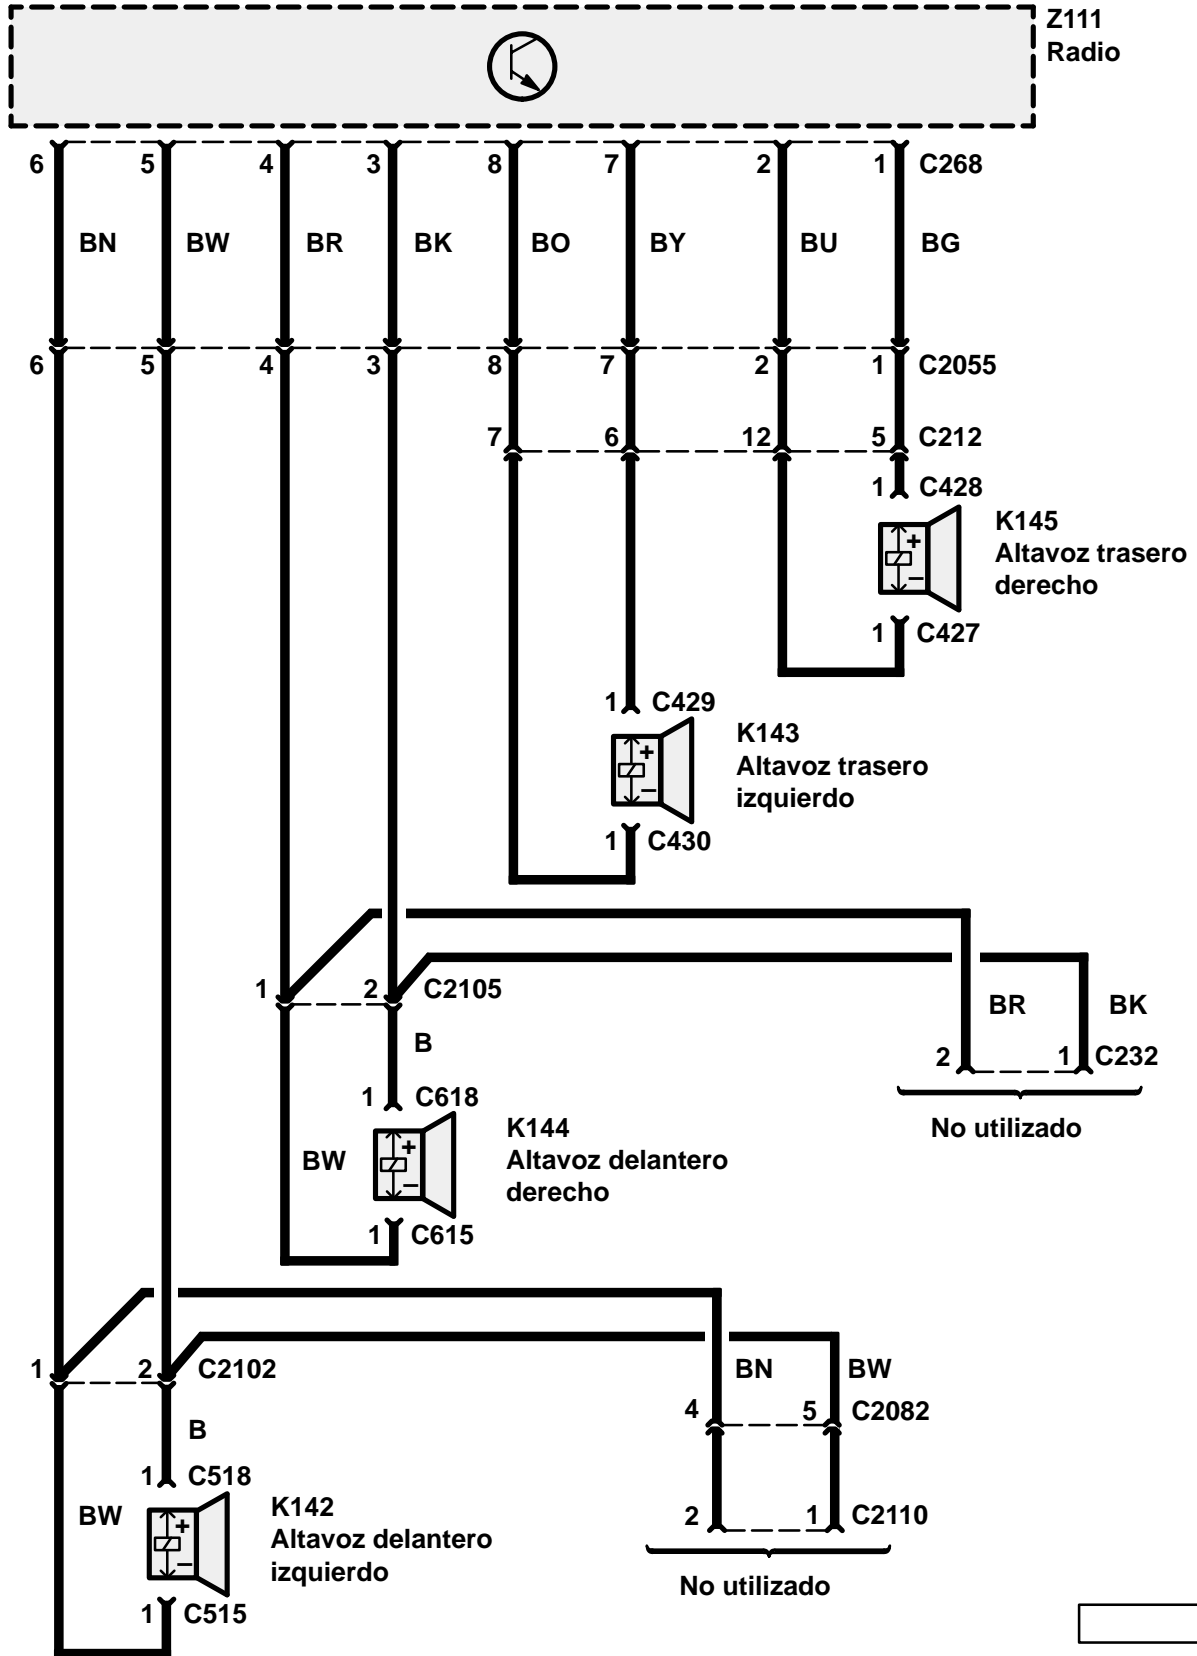 Z111
Radio
6 5 4 3 8 7 2 1 C268
BN BW BR BK BO BY BU BG
6 5 4 3 8 7 2 1 C2055
7 6 12 5 C212
1 C428
K145
Altavoz trasero
derecho
1 C427
1 C429
K143
Altavoz trasero
izquierdo
1 C430
1 2 C2105
BR BK
B
2 1 C232
No utilizado
1 C618
K144
Altavoz delantero
derecho
BW
1 C615
1 2 C2102
BN BW
4 5 C2082
B
1 C518
K142
Altavoz delantero
izquierdo
BW
2 1 C2110
No utilizado
1 C515